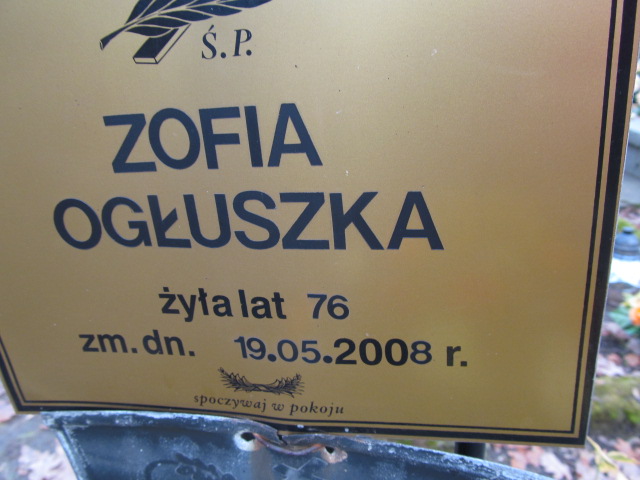 Ś.P.
ZOFIA
OGŁUSZKA
żyła lat 76
zm. dn. 19.05.2008 r.
spoczywaj w pokoju